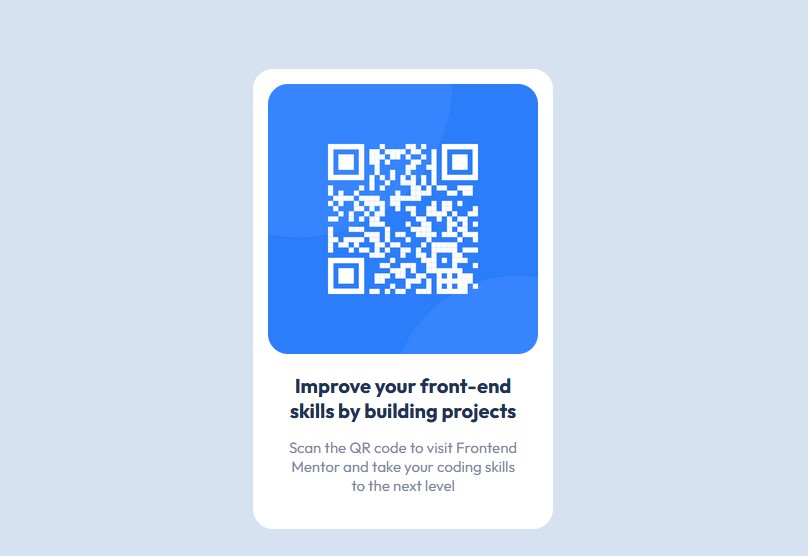 Improve your front-end
skills by building projects
Scan the QR code to visit Frontend
Mentor and take your coding skills
to the next level